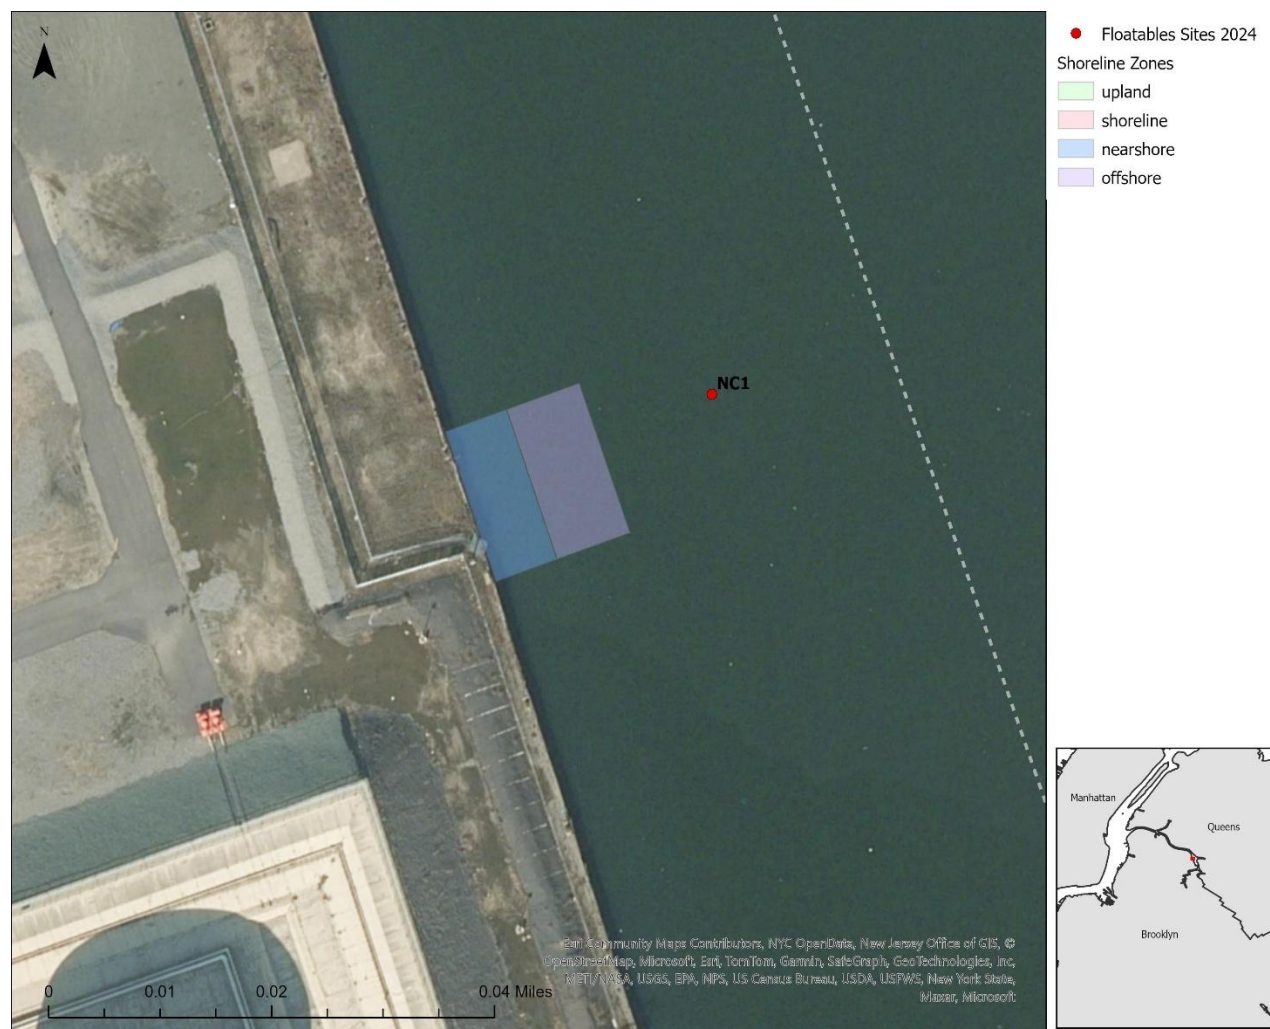 N
Floatables Sites 2024
Shoreline Zones
upland
shoreline
nearshore
offshore
NC1
Manhattan
Queens
Brooklyn
Esri Community Maps Contributors, NYC OpenData, New Jersey Office of GIS, ©
OpenStreetMap, Microsoft, Esri, TomTom, Garmin, SafeGraph, GeoTechnologies, Inc,
METI/NASA, USGS, EPA, NPS, US Census Bureau, USDA, USFWS, New York State,
Maxar, Microsoft
0 0.01 0.02 0.04 Miles